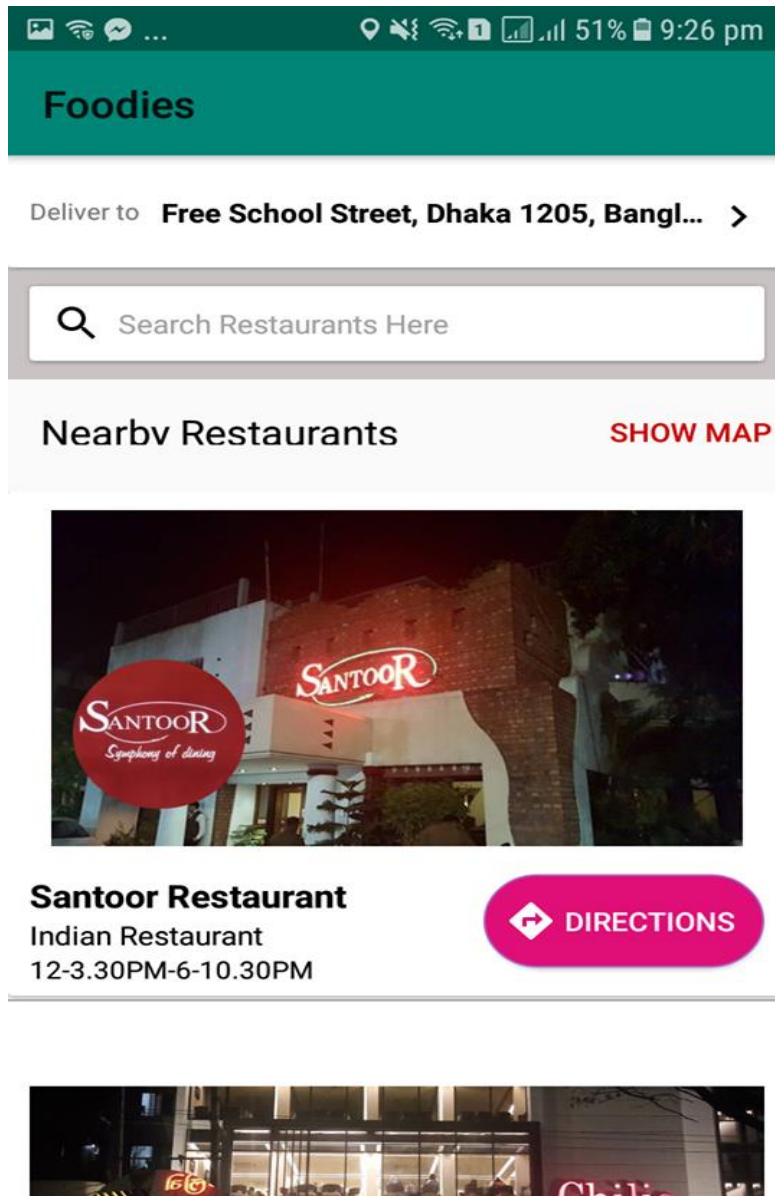 ... 1 51% 9:26 pm
Foodies
Deliver to Free School Street, Dhaka 1205, Bangl... >
Search Restaurants Here
Nearby Restaurants SHOW MAP
SANTOOR
SANTOOR
Symphony of dining
Santoor Restaurant DIRECTIONS
Indian Restaurant
12-3.30PM-6-10.30PM